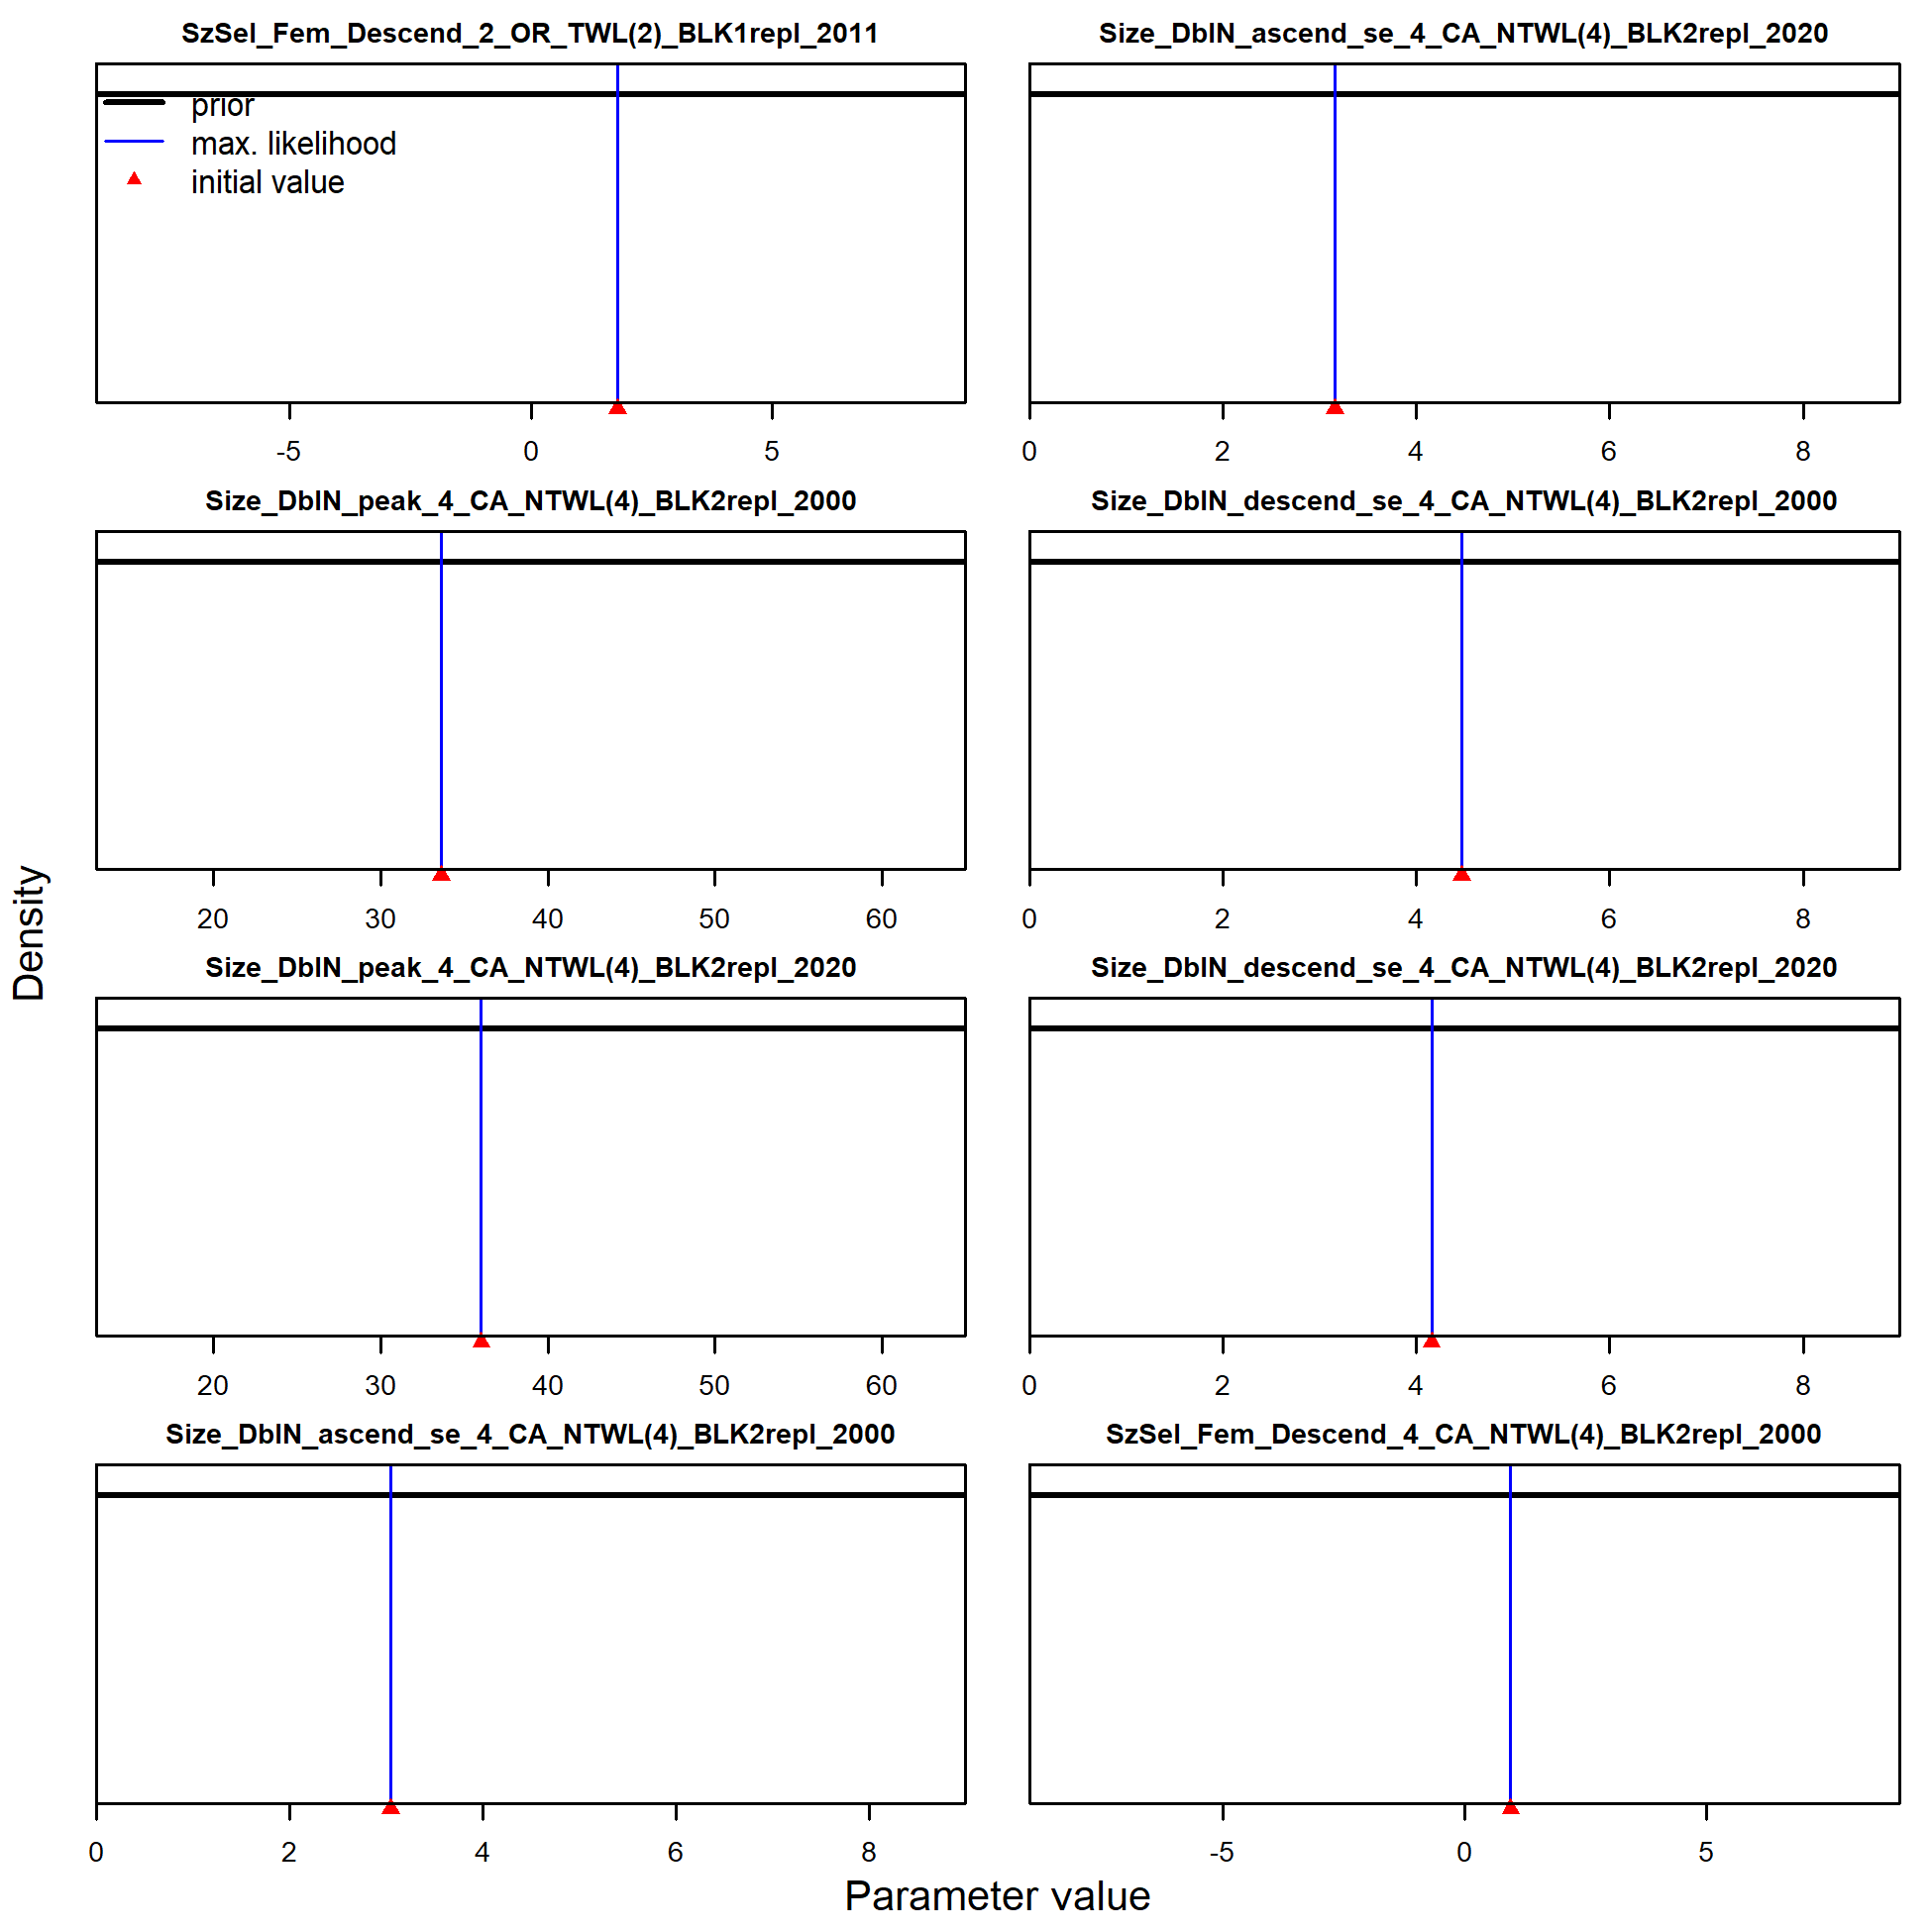 SzSel_Fem_Descend_2_OR_TWL(2)_BLK1repl_2011
prior
max. likelihood
initial value
-5 0 5
Size_DblN_ascend_se_4_CA_NTWL(4)_BLK2repl_2020
0 2 4 6 8
Size_DblN_peak_4_CA_NTWL(4)_BLK2repl_2000
20 30 40 50 60
Size_DblN_descend_se_4_CA_NTWL(4)_BLK2repl_2000
0 2 4 6 8
Size_DblN_peak_4_CA_NTWL(4)_BLK2repl_2020
20 30 40 50 60
Size_DblN_descend_se_4_CA_NTWL(4)_BLK2repl_2020
0 2 4 6 8
Size_DblN_ascend_se_4_CA_NTWL(4)_BLK2repl_2000
0 2 4 6 8
SzSel_Fem_Descend_4_CA_NTWL(4)_BLK2repl_2000
-5 0 5
Density
Parameter value